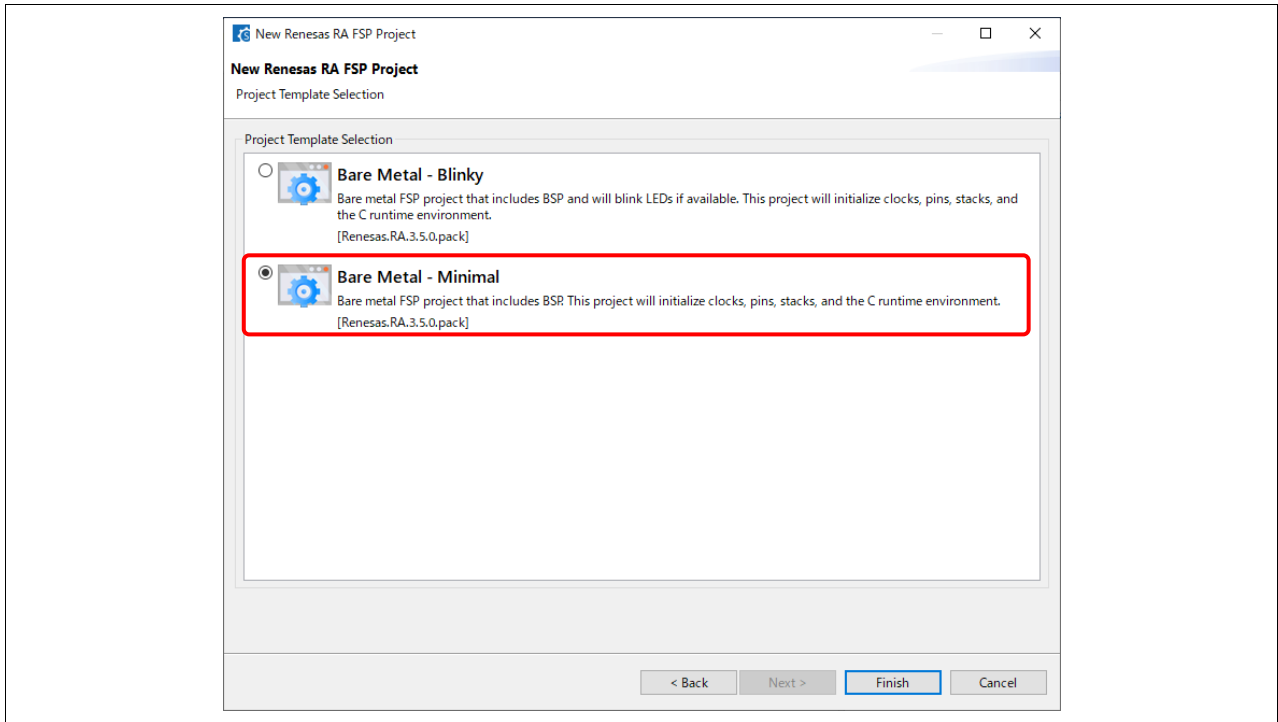 New Renesas RA FSP Project
New Renesas RA FSP Project
Project Template Selection
Project Template Selection
Bare Metal - Blinky
Bare metal FSP project that includes BSP and will blink LEDs if available. This project will initialize clocks, pins, stacks, and
the C runtime environment.
[Renesas.RA.3.5.0.pack]
Bare Metal - Minimal
Bare metal FSP project that includes BSP. This project will initialize clocks, pins, stacks, and the C runtime environment.
[Renesas.RA.3.5.0.pack]
< Back Next > Finish Cancel